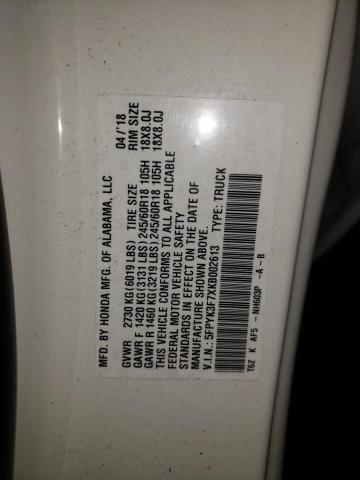 MFD. BY HONDA MFG. OF ALABAMA, LLC 04/'18
GVWR 2730 KG(6019 LBS) TIRE SIZE RIM SIZE
GAWR F 1420 KG(3131 LBS) 245/60R18 105H 18X8.0J
GAWR R 1460 KG(3219 LBS) 245/60R18 105H 18X8.0J
THIS VEHICLE CONFORMS TO ALL APPLICABLE
FEDERAL MOTOR VEHICLE SAFETY
STANDARDS IN EFFECT ON THE DATE OF
MANUFACTURE SHOWN ABOVE.
V.I.N.: 5FPYK3F7XKB002613 TYPE: TRUCK
T6Z K AF5 -NH603P -A -B